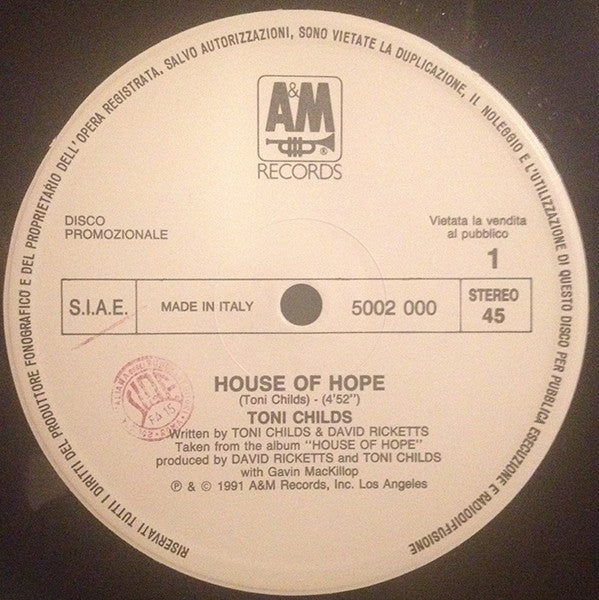 RISERVATI TUTTI I DIRITTI DEL PRODUTTORE FONOGRAFICO E DEL PROPRIETARIO DELL'OPERA REGISTRATA. SALVO AUTORIZZAZIONI, SONO VIETATE LA DUPLICAZIONE, IL NOLEGGIO E L'UTILIZZAZIONE DI QUESTO DISCO PER PUBBLICA ESECUZIONE E RADIODIFFUSIONE
A&M
®
RECORDS
DISCO
PROMOZIONALE
Vietata la vendita
al pubblico
1
S.I.A.E.
MADE IN ITALY
5002 000
STEREO
45
HOUSE OF HOPE
(Toni Childs) - (4'52'')
TONI CHILDS
Written by TONI CHILDS & DAVID RICKETTS
Taken from the album "HOUSE OF HOPE"
produced by DAVID RICKETTS and TONI CHILDS
with Gavin MacKillop
℗ & © 1991 A&M Records, Inc. Los Angeles